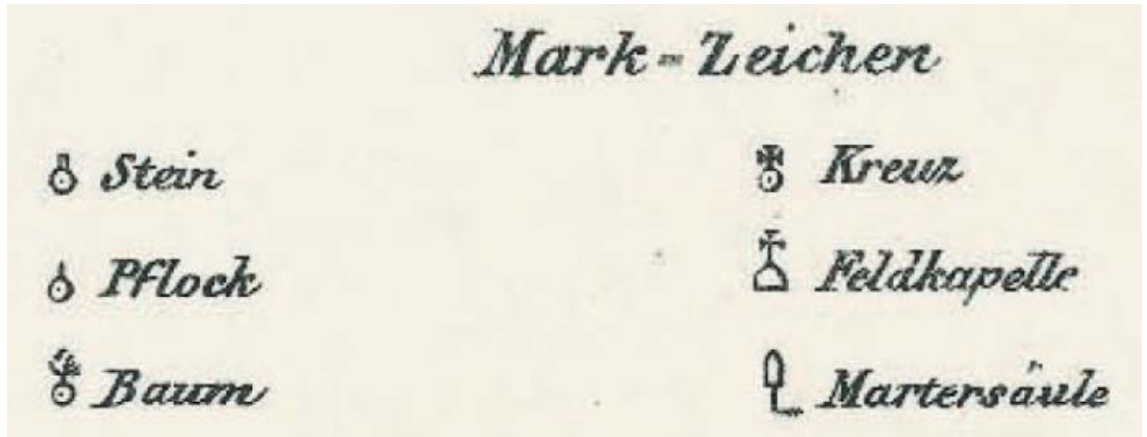 Mark-Zeichen
Stein
Pflock
Baum
Kreuz
Feldkapelle
Martersäule